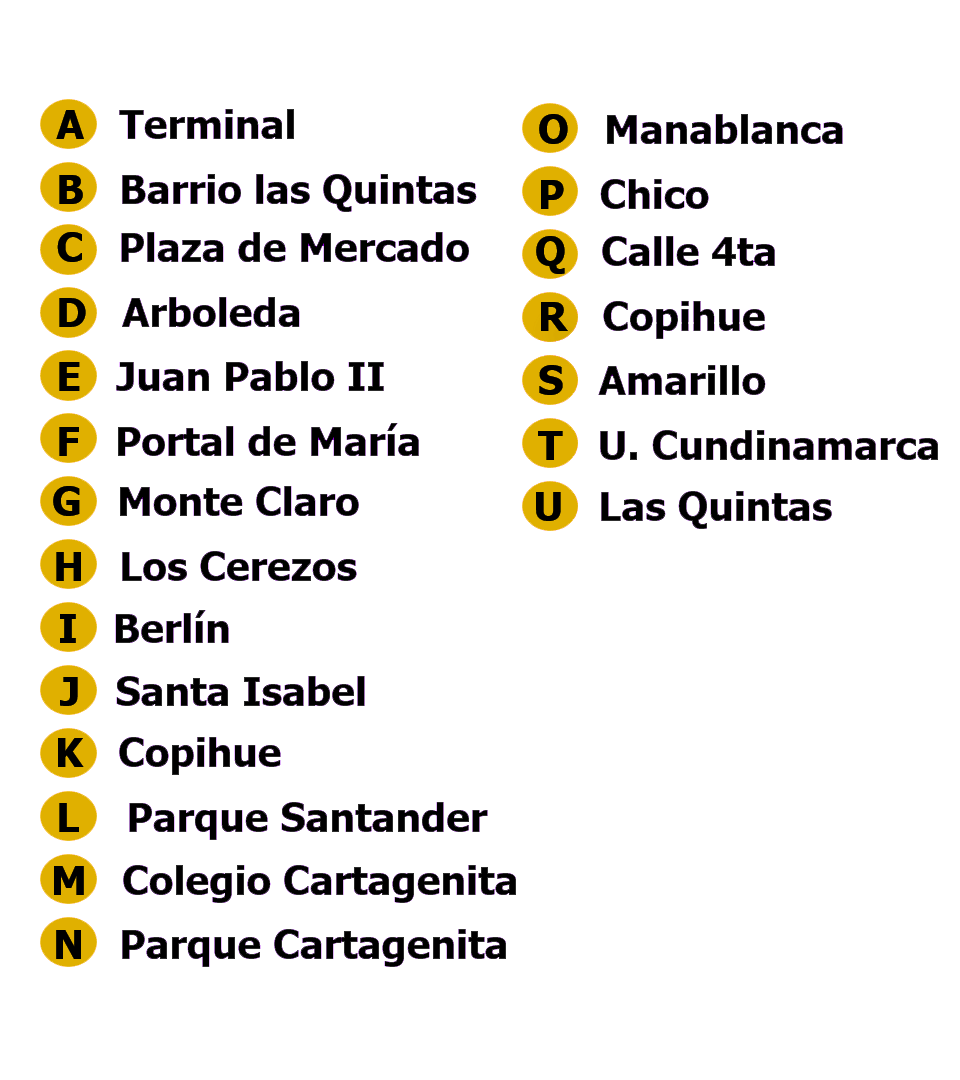 A Terminal
B Barrio las Quintas
C Plaza de Mercado
D Arboleda
E Juan Pablo II
F Portal de María
G Monte Claro
H Los Cerezos
I Berlín
J Santa Isabel
K Copihue
L Parque Santander
M Colegio Cartagenita
N Parque Cartagenita
O Manablanca
P Chico
Q Calle 4ta
R Copihue
S Amarillo
T U. Cundinamarca
U Las Quintas